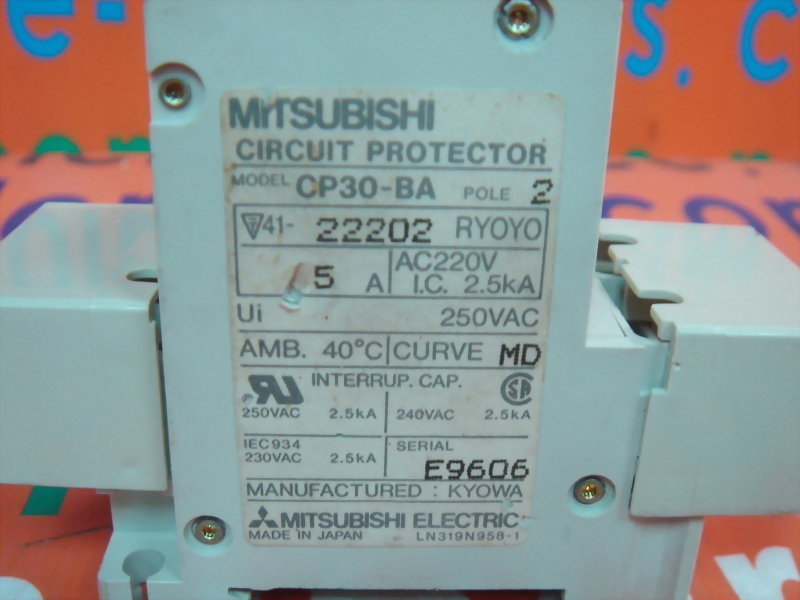 MITSUBISHI
CIRCUIT PROTECTOR
MODEL CP30-BA POLE 2
41- 22202 RYOYO
5 A AC220V
I.C. 2.5kA
Ui 250VAC
AMB. 40°C CURVE MD
INTERRUP. CAP.
250VAC 2.5kA 240VAC 2.5kA
IEC934 SERIAL
230VAC 2.5kA E9606
MANUFACTURED : KYOWA
MITSUBISHI ELECTRIC
MADE IN JAPAN LN319N958-1